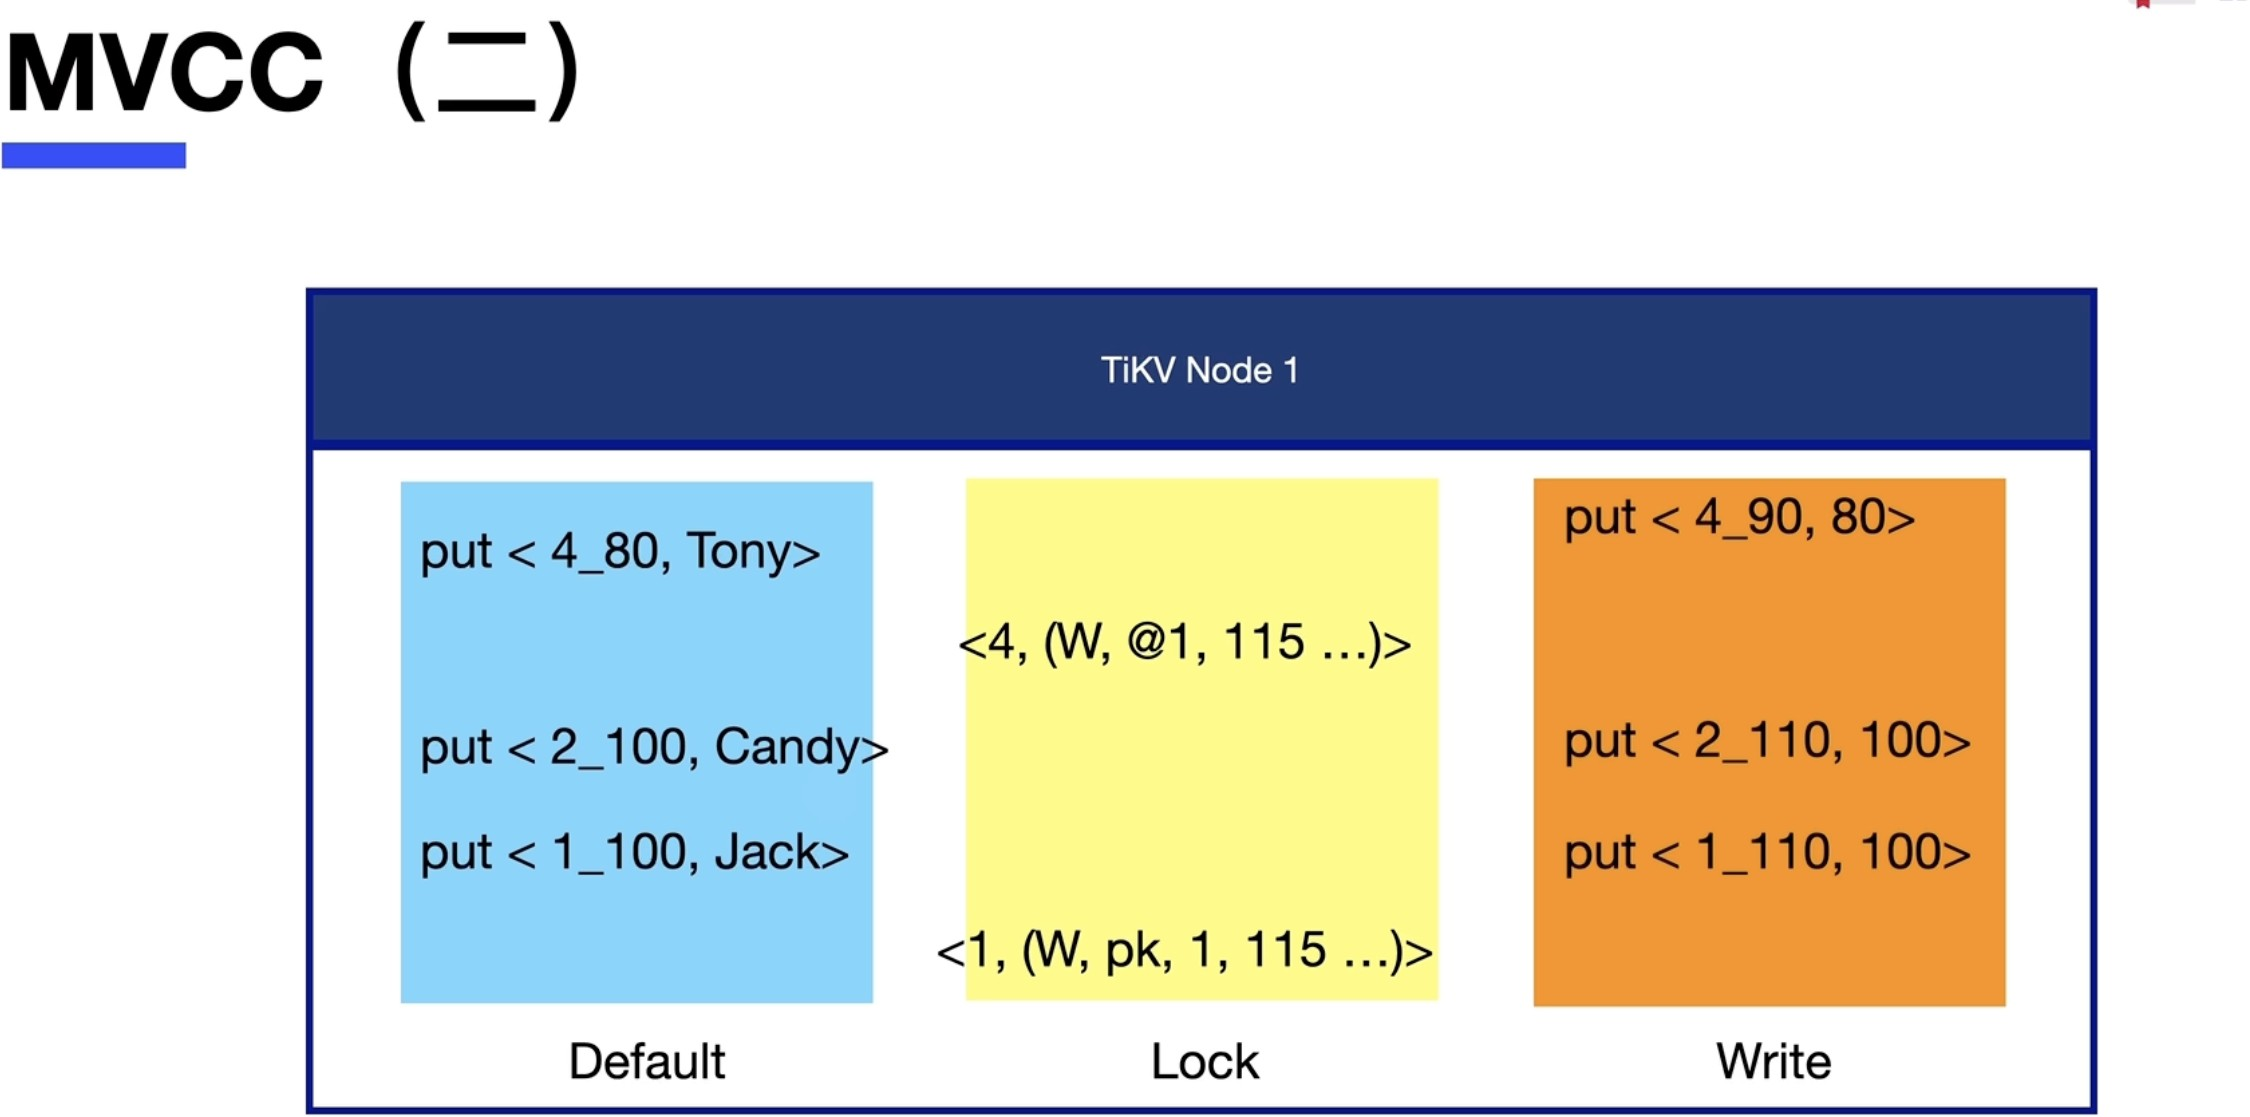 MVCC（二）
TiKV Node 1
put < 4_80, Tony>
put < 2_100, Candy>
put < 1_100, Jack>
Default
<4, (W, @1, 115 ...)>
<1, (W, pk, 1, 115 ...)>
Lock
put < 4_90, 80>
put < 2_110, 100>
put < 1_110, 100>
Write